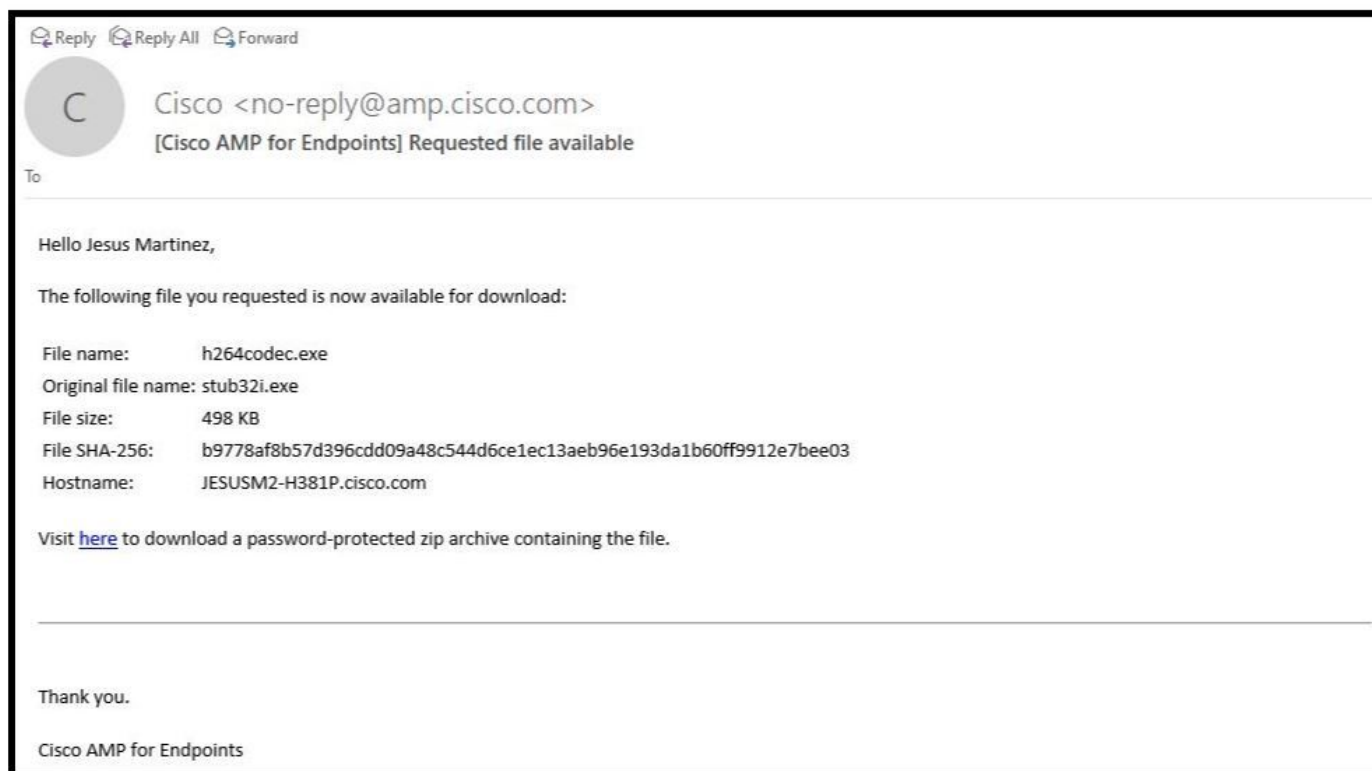 Reply Reply All Forward
C
Cisco <no-reply@amp.cisco.com>
[Cisco AMP for Endpoints] Requested file available
To
Hello Jesus Martinez,
The following file you requested is now available for download:
File name: h264codec.exe
Original file name: stub32i.exe
File size: 498 KB
File SHA-256: b9778af8b57d396cdd09a48c544d6ce1ec13aeb96e193da1b60ff9912e7bee03
Hostname: JESUSM2-H381P.cisco.com
Visit here to download a password-protected zip archive containing the file.
Thank you.
Cisco AMP for Endpoints